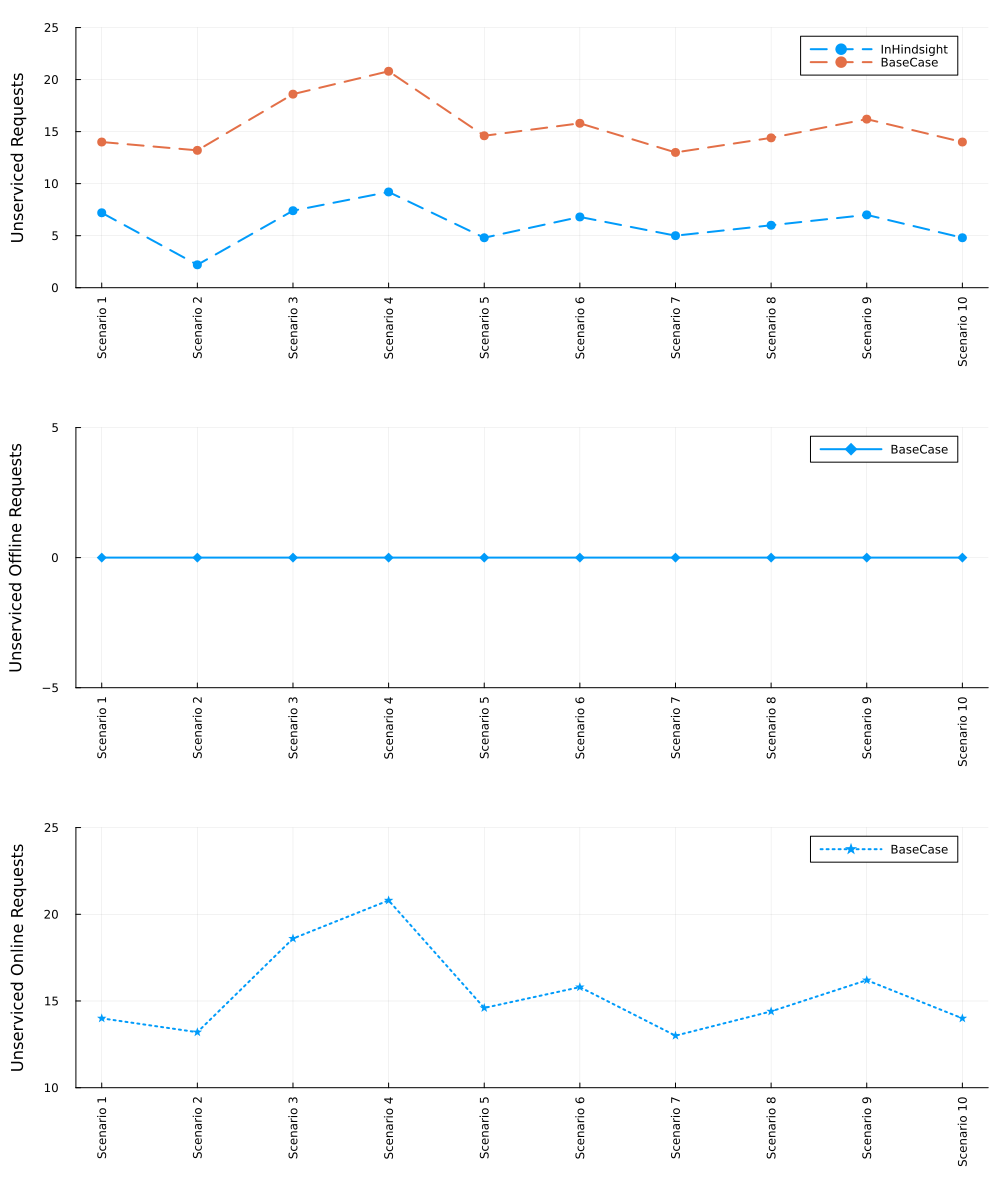 Unserviced Requests
25
20
15
10
5
0
InHindsight
BaseCase
Scenario 1
Scenario 2
Scenario 3
Scenario 4
Scenario 5
Scenario 6
Scenario 7
Scenario 8
Scenario 9
Scenario 10
Unserviced Offline Requests
5
0
−5
BaseCase
Scenario 1
Scenario 2
Scenario 3
Scenario 4
Scenario 5
Scenario 6
Scenario 7
Scenario 8
Scenario 9
Scenario 10
Unserviced Online Requests
25
20
15
10
BaseCase
Scenario 1
Scenario 2
Scenario 3
Scenario 4
Scenario 5
Scenario 6
Scenario 7
Scenario 8
Scenario 9
Scenario 10